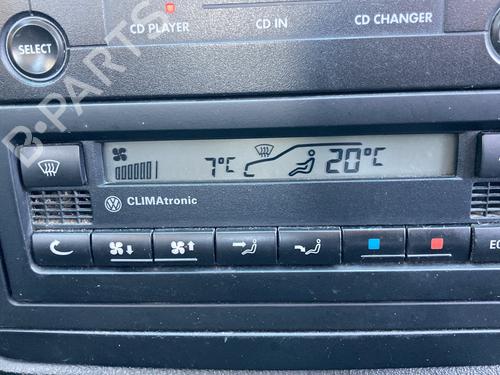 CD PLAYER
CD IN
CD CHANGER
SELECT
B-PARTS
7°C
20°C
CLIMAtronic